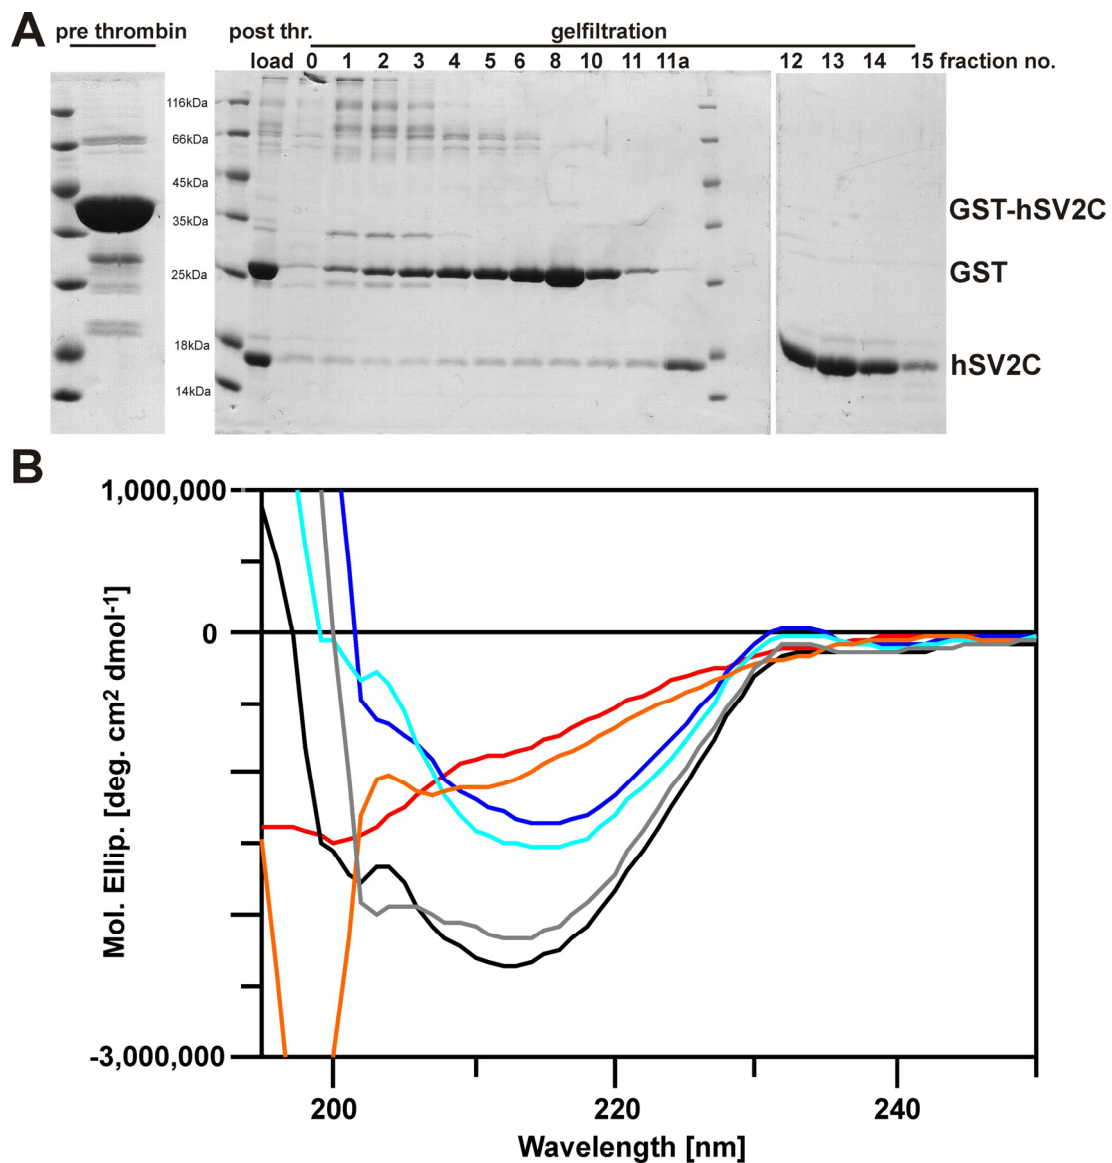 A
pre thrombin
post thr.
gelfiltration
load 0 1 2 3 4 5 6 8 10 11 11a
12 13 14 15 fraction no.
116kDa
66kDa
45kDa
35kDa
25kDa
18kDa
14kDa
GST-hSV2C
GST
hSV2C
B
1,000,000
0
-3,000,000
Mol. Ellip. [deg. cm² dmol⁻¹]
200 220 240
Wavelength [nm]